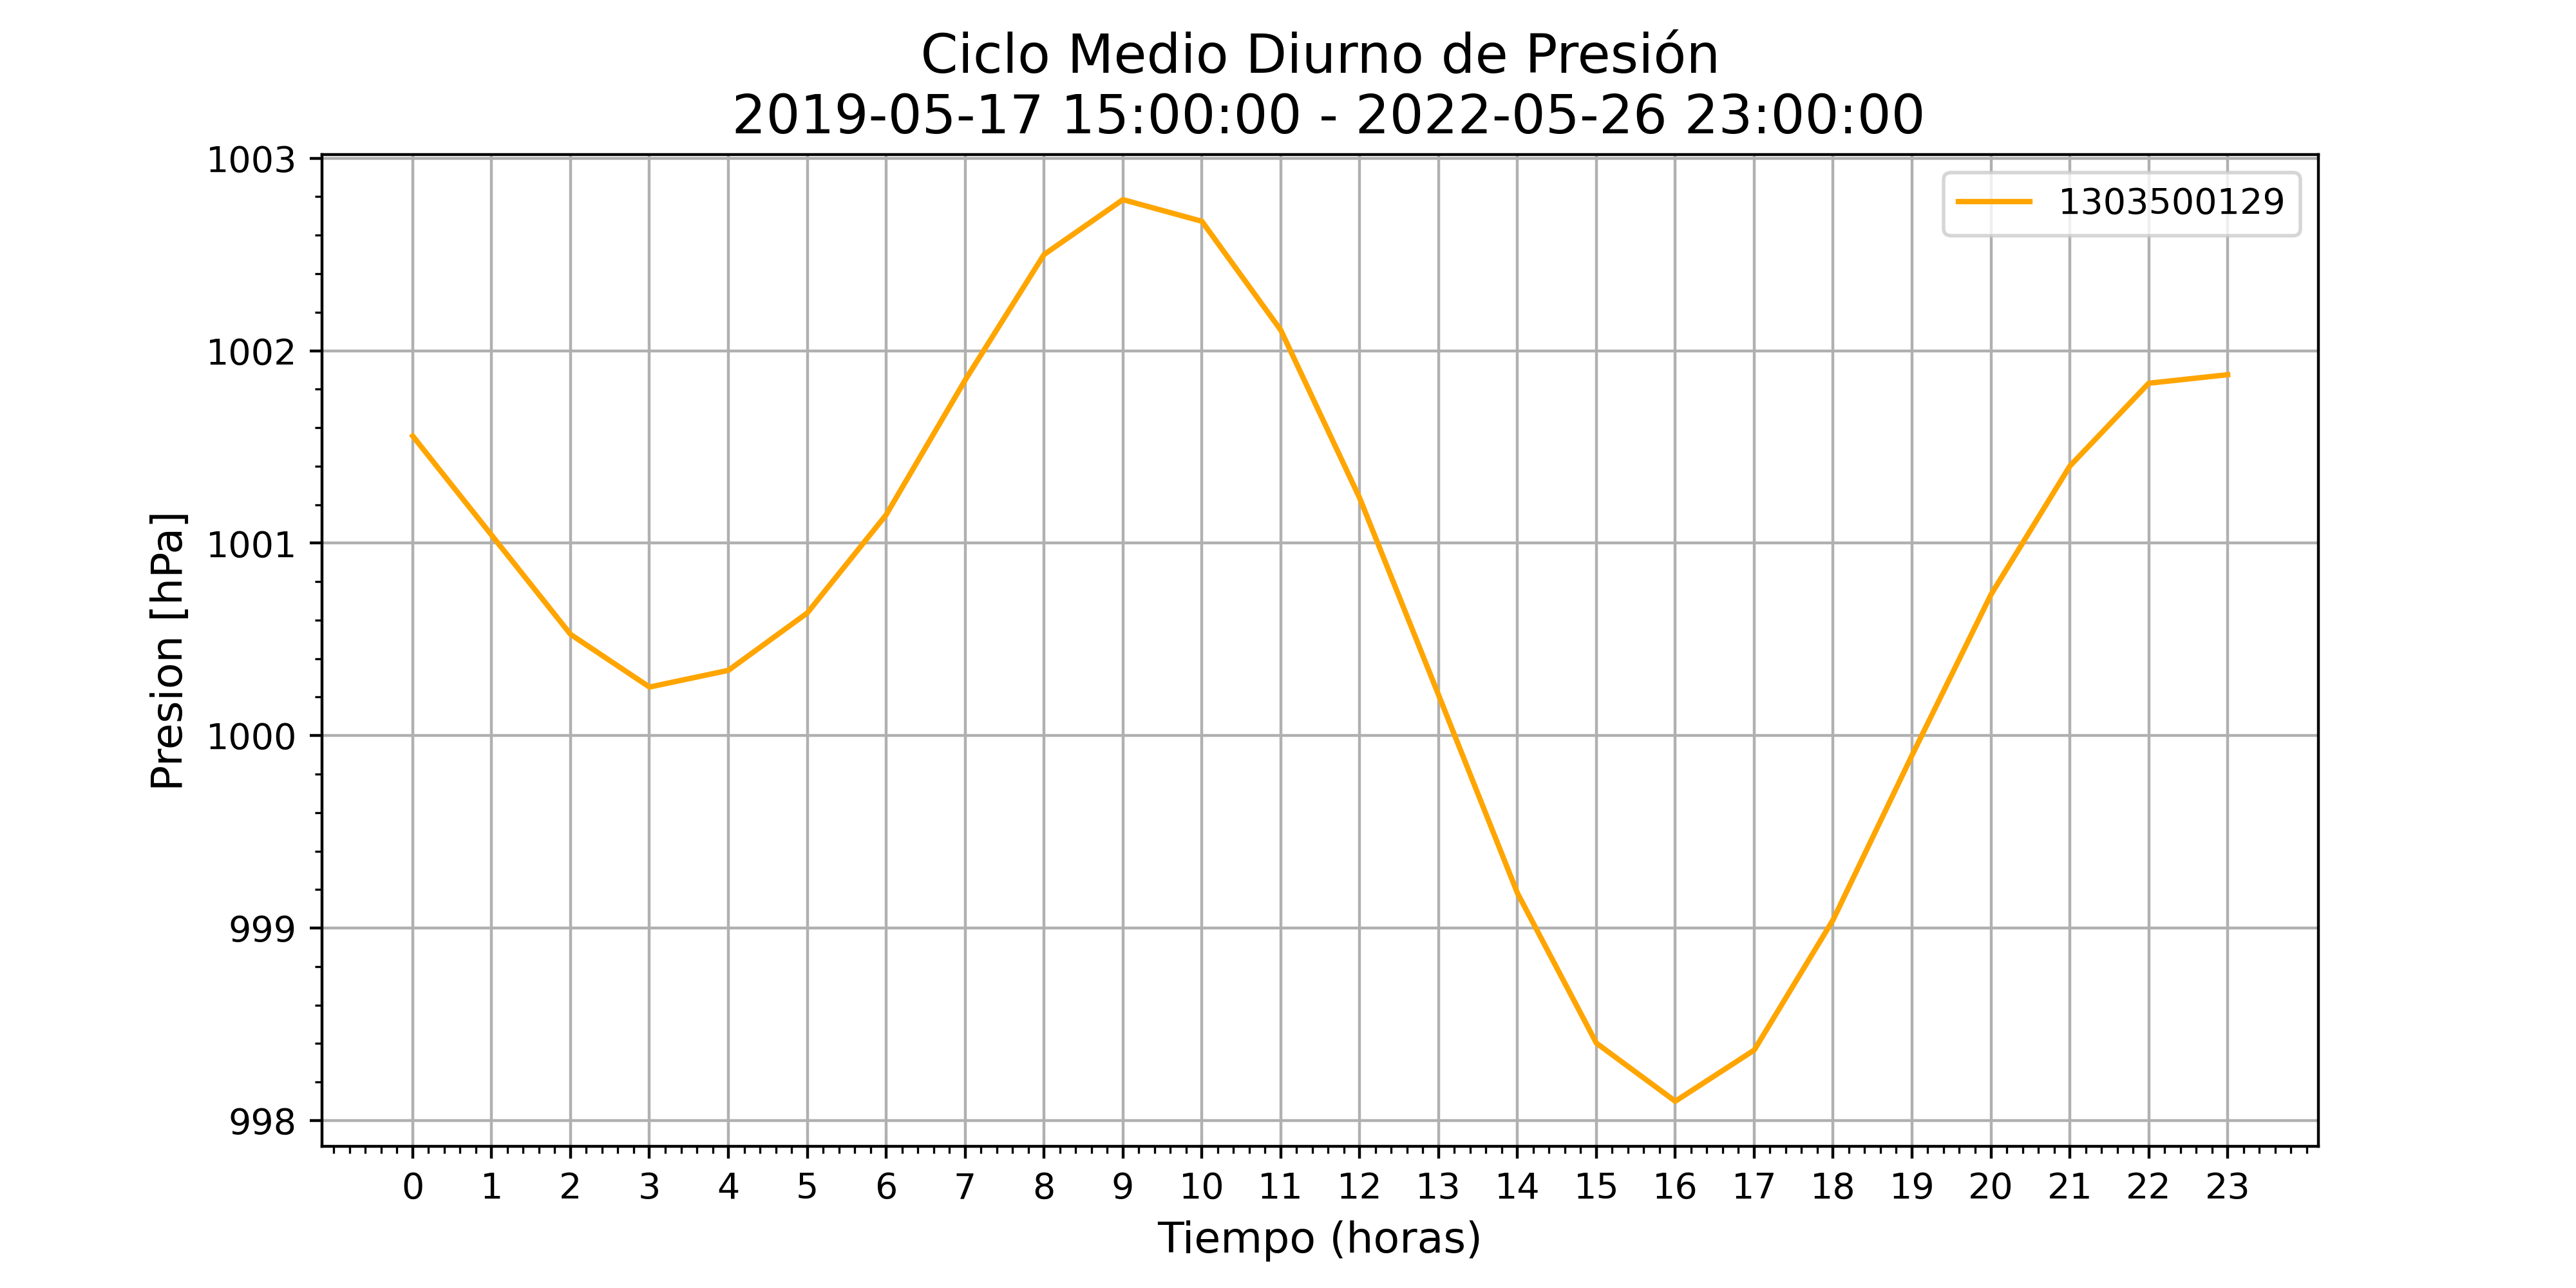 Ciclo Medio Diurno de Presión
2019-05-17 15:00:00 - 2022-05-26 23:00:00
1303500129
Presion [hPa]
1003
1002
1001
1000
999
998
0 1 2 3 4 5 6 7 8 9 10 11 12 13 14 15 16 17 18 19 20 21 22 23
Tiempo (horas)